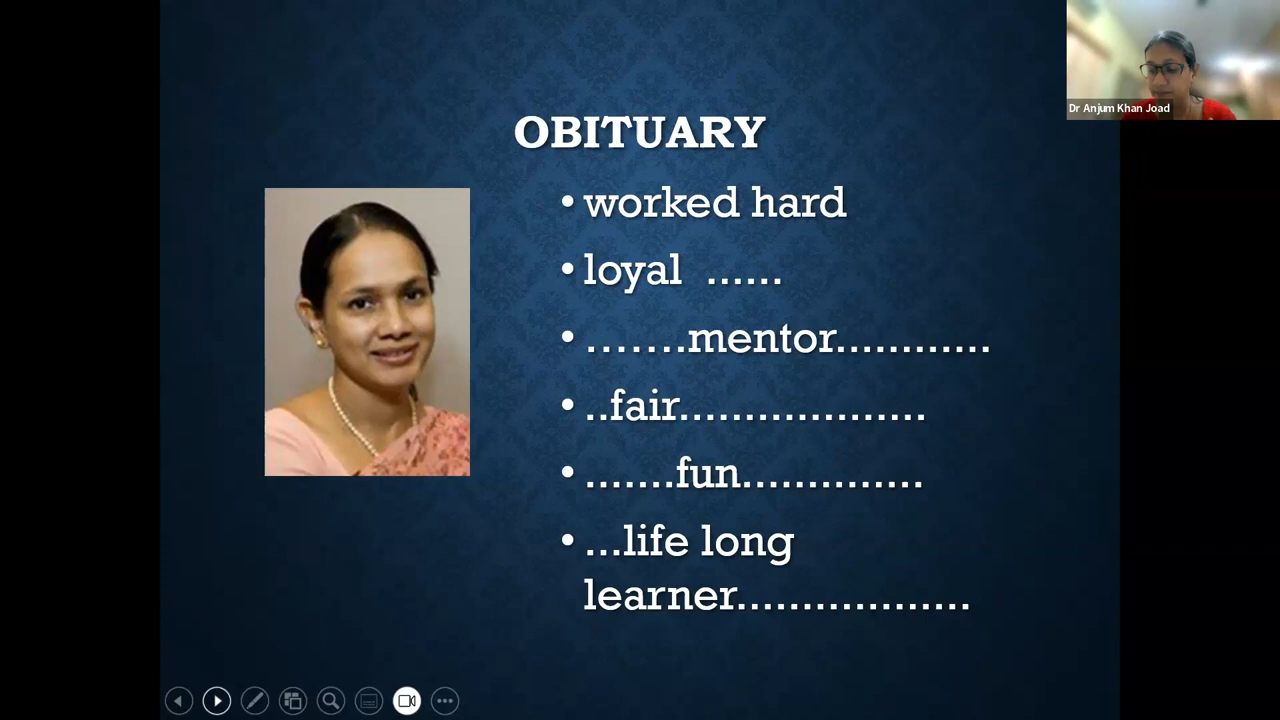 Dr Anjum Khan Joad
OBITUARY
• worked hard
• loyal ......
• …….mentor............
• ..fair...................
• .......fun..............
• ...life long
learner..................